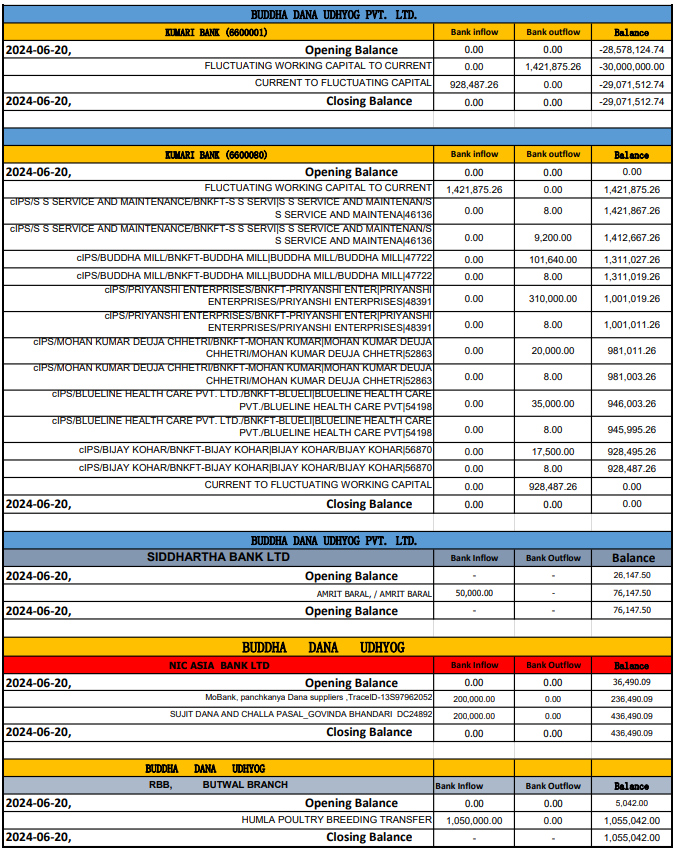 BUDDHA DANA UDHYOG PVT. LTD.
KUMARI BANK (6600001) Bank inflow Bank outflow Balance
2024-06-20, Opening Balance 0.00 0.00 -28,578,124.74
FLUCTUATING WORKING CAPITAL TO CURRENT 0.00 1,421,875.26 -30,000,000.00
CURRENT TO FLUCTUATING CAPITAL 928,487.26 0.00 -29,071,512.74
2024-06-20, Closing Balance 0.00 0.00 -29,071,512.74
KUMARI BANK (6600080) Bank inflow Bank outflow Balance
2024-06-20, Opening Balance 0.00 0.00 0.00
FLUCTUATING WORKING CAPITAL TO CURRENT 1,421,875.26 0.00 1,421,875.26
cIPS/S S SERVICE AND MAINTENANCE/BNKFT-S S SERVI|S S SERVICE AND MAINTENAN/S
S SERVICE AND MAINTENA|46136 0.00 8.00 1,421,867.26
cIPS/S S SERVICE AND MAINTENANCE/BNKFT-S S SERVI|S S SERVICE AND MAINTENAN/S
S SERVICE AND MAINTENA|46136 0.00 9,200.00 1,412,667.26
cIPS/BUDDHA MILL/BNKFT-BUDDHA MILL|BUDDHA MILL/BUDDHA MILL|47722 0.00 101,640.00 1,311,027.26
cIPS/BUDDHA MILL/BNKFT-BUDDHA MILL|BUDDHA MILL/BUDDHA MILL|47722 0.00 8.00 1,311,019.26
cIPS/PRIYANSHI ENTERPRISES/BNKFT-PRIYANSHI ENTER|PRIYANSHI
ENTERPRISES/PRIYANSHI ENTERPRISES|48391 0.00 310,000.00 1,001,019.26
cIPS/PRIYANSHI ENTERPRISES/BNKFT-PRIYANSHI ENTER|PRIYANSHI
ENTERPRISES/PRIYANSHI ENTERPRISES|48391 0.00 8.00 1,001,011.26
cIPS/MOHAN KUMAR DEUJA CHHETRI/BNKFT-MOHAN KUMAR|MOHAN KUMAR DEUJA
CHHETRI/MOHAN KUMAR DEUJA CHHETR|52863 0.00 20,000.00 981,011.26
cIPS/MOHAN KUMAR DEUJA CHHETRI/BNKFT-MOHAN KUMAR|MOHAN KUMAR DEUJA
CHHETRI/MOHAN KUMAR DEUJA CHHETR|52863 0.00 8.00 981,003.26
cIPS/BLUELINE HEALTH CARE PVT. LTD./BNKFT-BLUELI|BLUELINE HEALTH CARE
PVT./BLUELINE HEALTH CARE PVT|54198 0.00 35,000.00 946,003.26
cIPS/BLUELINE HEALTH CARE PVT. LTD./BNKFT-BLUELI|BLUELINE HEALTH CARE
PVT./BLUELINE HEALTH CARE PVT|54198 0.00 8.00 945,995.26
cIPS/BIJAY KOHAR/BNKFT-BIJAY KOHAR|BIJAY KOHAR/BIJAY KOHAR|56870 0.00 17,500.00 928,495.26
cIPS/BIJAY KOHAR/BNKFT-BIJAY KOHAR|BIJAY KOHAR/BIJAY KOHAR|56870 0.00 8.00 928,487.26
CURRENT TO FLUCTUATING WORKING CAPITAL 0.00 928,487.26 0.00
2024-06-20, Closing Balance 0.00 0.00 0.00
BUDDHA DANA UDHYOG PVT. LTD.
SIDDHARTHA BANK LTD Bank Inflow Bank Outflow Balance
2024-06-20, Opening Balance - - 26,147.50
AMRIT BARAL, / AMRIT BARAL 50,000.00 - 76,147.50
2024-06-20, Opening Balance - - 76,147.50
BUDDHA DANA UDHYOG
NIC ASIA BANK LTD Bank Inflow Bank Outflow Balance
2024-06-20, Opening Balance 0.00 0.00 36,490.09
MoBank, panchkanya Dana suppliers ,TraceID-13S97962052 200,000.00 0.00 236,490.09
SUJIT DANA AND CHALLA PASAL_GOVINDA BHANDARI DC24892 200,000.00 0.00 436,490.09
2024-06-20, Closing Balance 0.00 0.00 436,490.09
BUDDHA DANA UDHYOG
RBB, BUTWAL BRANCH Bank Inflow Bank Outflow Balance
2024-06-20, Opening Balance 0.00 0.00 5,042.00
HUMLA POULTRY BREEDING TRANSFER 1,050,000.00 0.00 1,055,042.00
2024-06-20, Closing Balance - - 1,055,042.00